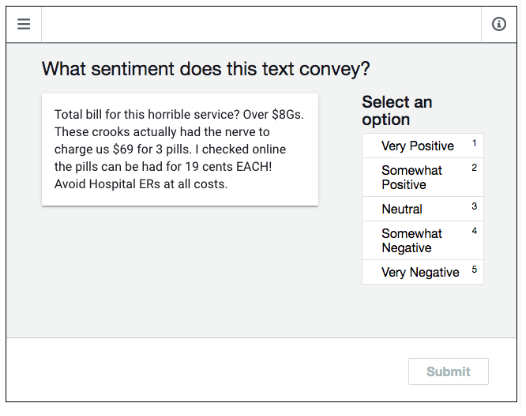 What sentiment does this text convey?
Total bill for this horrible service? Over $8Gs.
These crooks actually had the nerve to
charge us $69 for 3 pills. I checked online
the pills can be had for 19 cents EACH!
Avoid Hospital ERs at all costs.
Select an
option
Very Positive 1
Somewhat 2
Positive
Neutral 3
Somewhat 4
Negative
Very Negative 5
Submit